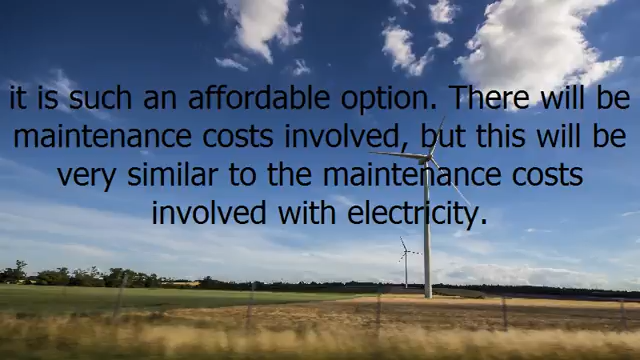 it is such an affordable option. There will be
maintenance costs involved, but this will be
very similar to the maintenance costs
involved with electricity.